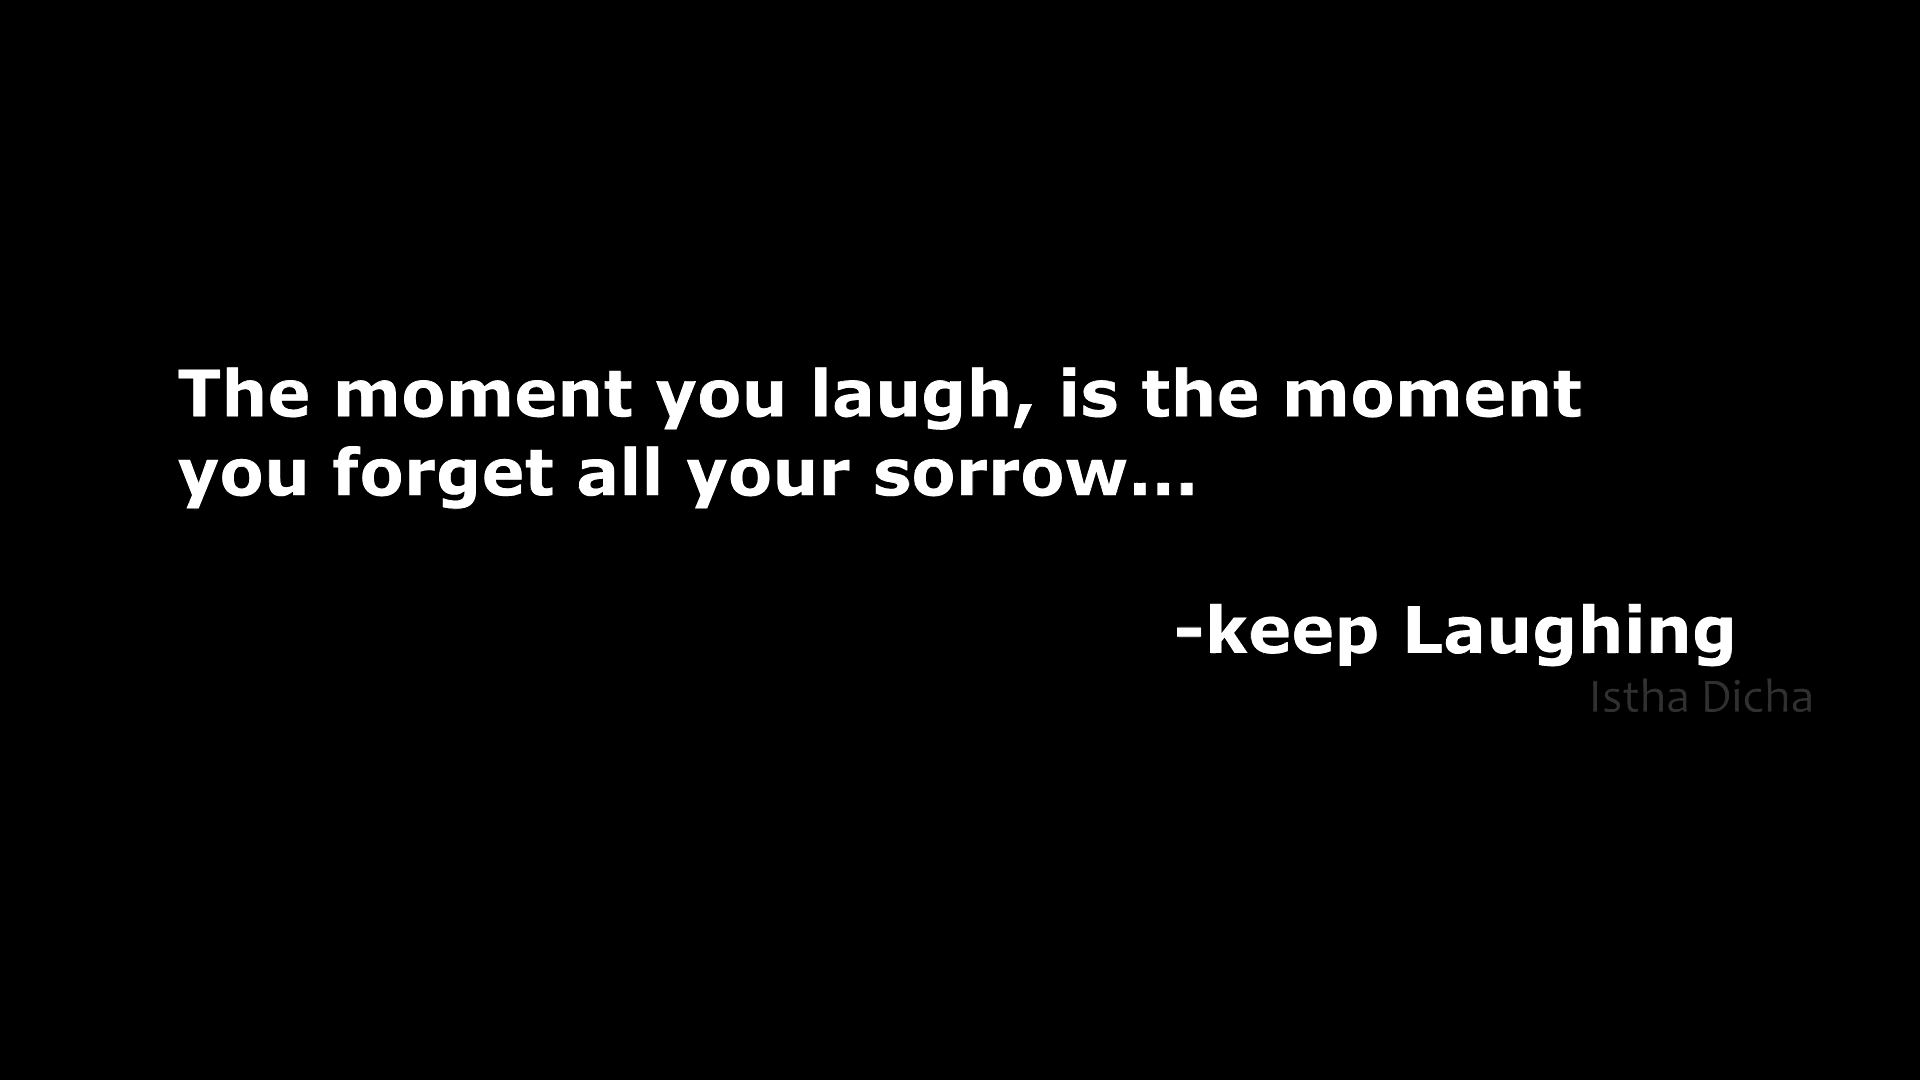 The moment you laugh, is the moment
you forget all your sorrow...
-keep Laughing
Istha Dicha